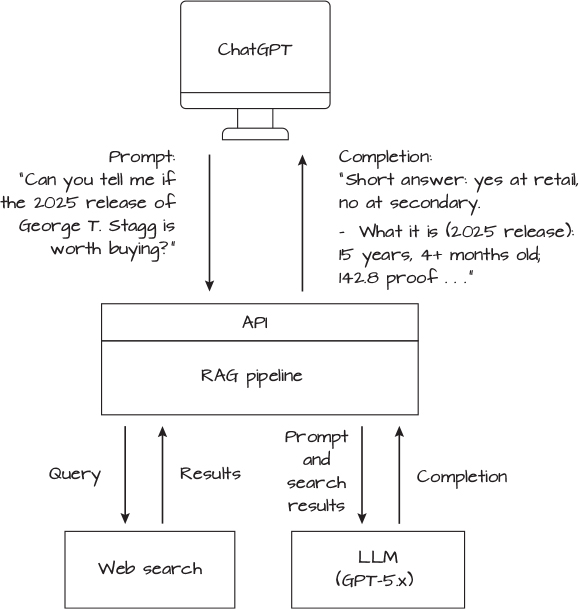 ChatGPT
Prompt:
"Can you tell me if
the 2025 release of
George T. Stagg is
worth buying?"
Completion:
"Short answer: yes at retail,
no at secondary.
- What it is (2025 release):
15 years, 4+ months old;
142.8 proof . . ."
API
RAG pipeline
Query
Results
Prompt
and
search
results
Completion
Web search
LLM
(GPT-5.x)